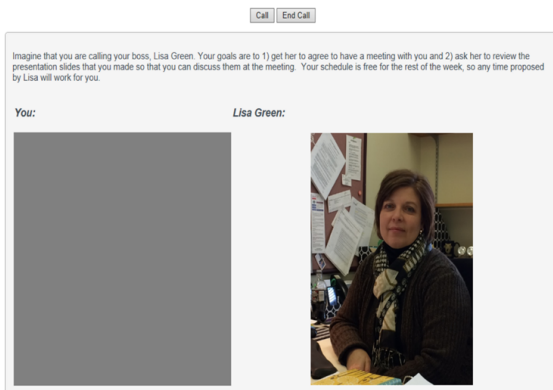 Call End Call
Imagine that you are calling your boss, Lisa Green. Your goals are to 1) get her to agree to have a meeting with you and 2) ask her to review the
presentation slides that you made so that you can discuss them at the meeting. Your schedule is free for the rest of the week, so any time proposed
by Lisa will work for you.
You: Lisa Green: